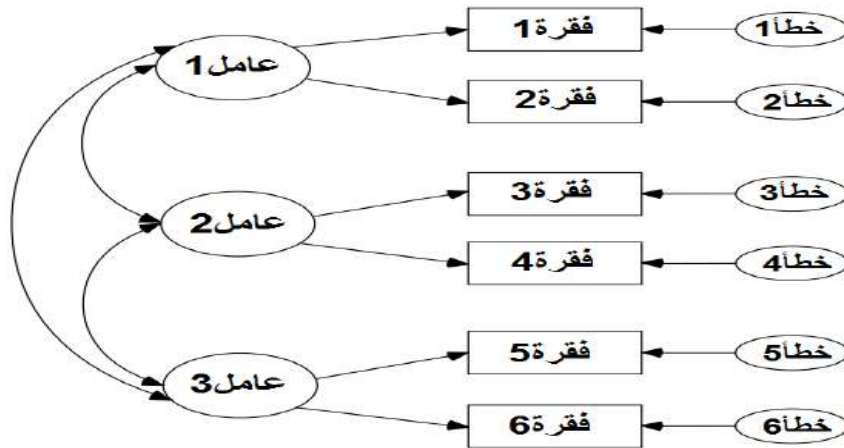 خطأ1
فقرة1
عامل1
خطأ2
فقرة2
خطأ3
فقرة3
عامل2
خطأ4
فقرة4
خطأ5
فقرة5
عامل3
خطأ6
فقرة6